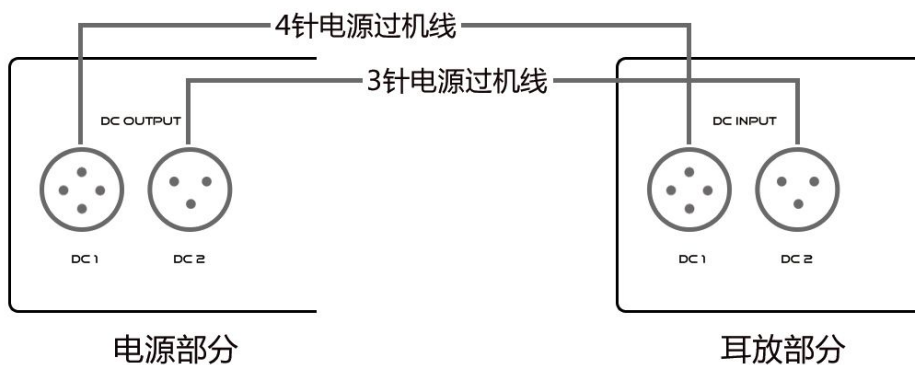 4针电源过机线
3针电源过机线
DC OUTPUT
DC 1
DC 2
电源部分
DC INPUT
DC 1
DC 2
耳放部分